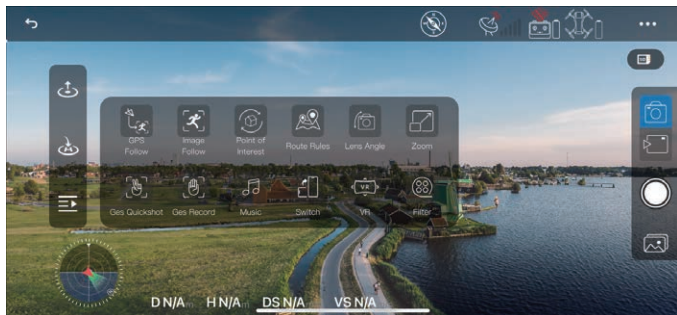 GPS Follow
Image Follow
Point of Interest
Route Rules
Lens Angle
Zoom
Ges Quickshot
Ges Record
Music
Switch
VR
VR
Filter
D N/A
H N/A
DS N/A
VS N/A